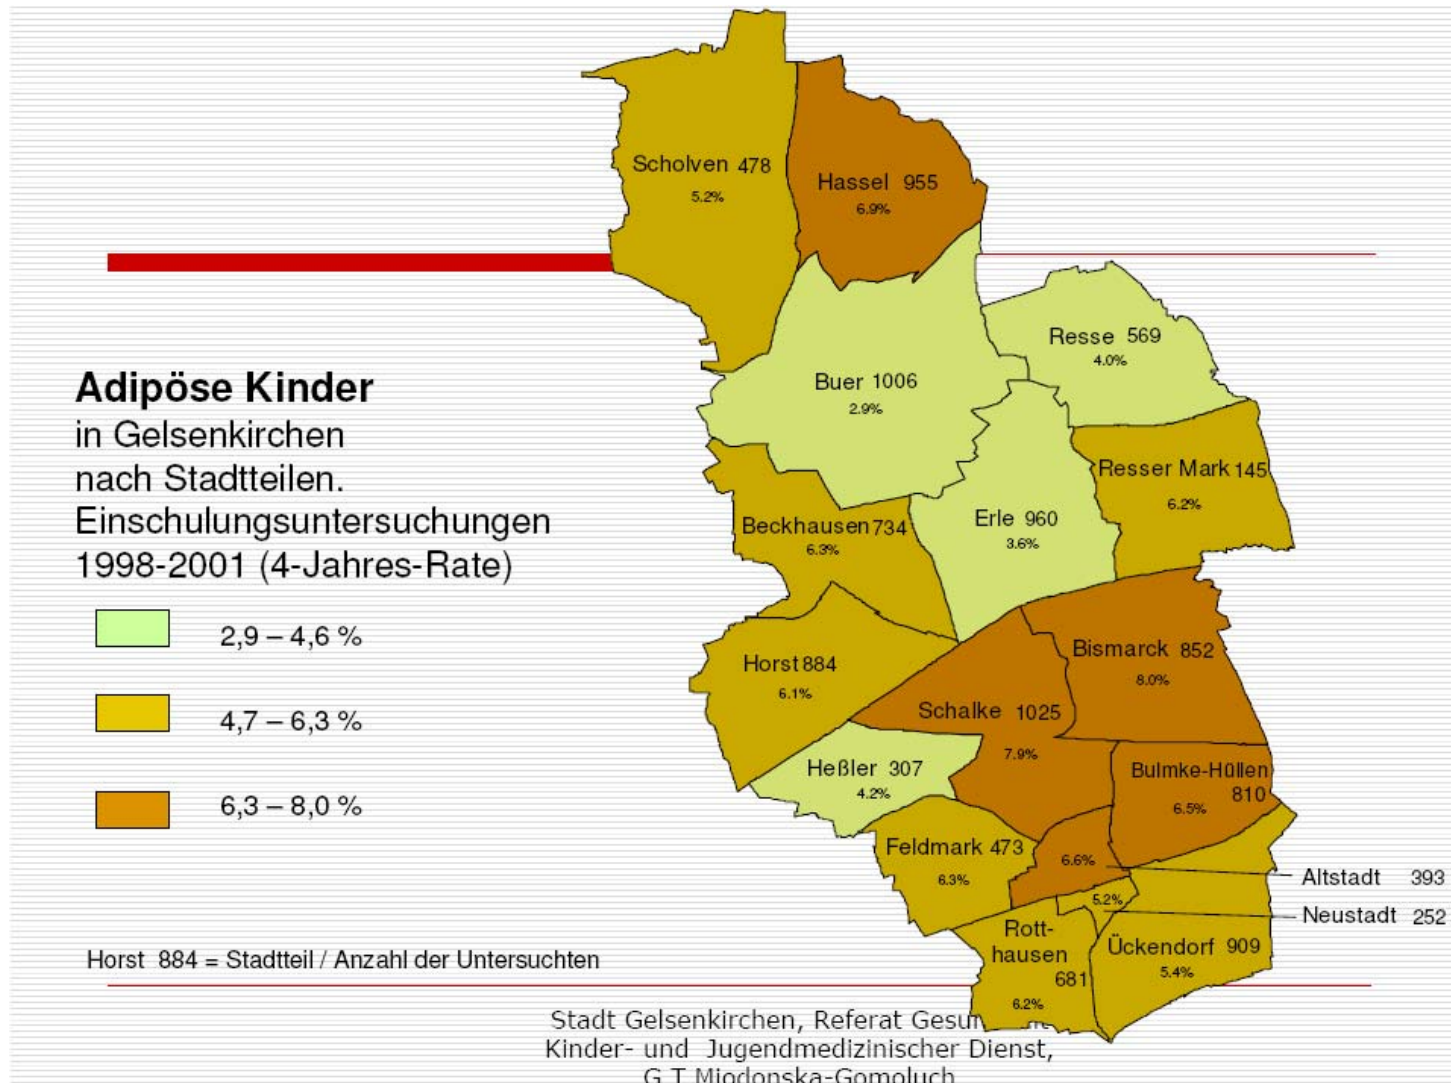 Scholven 478
5.2%
Hassel 955
6.9%
Resse 569
4.0%
Buer 1006
2.9%
Adipöse Kinder
in Gelsenkirchen
nach Stadtteilen.
Einschulungsuntersuchungen
1998-2001 (4-Jahres-Rate)
2,9 – 4,6 %
4,7 – 6,3 %
6,3 – 8,0 %
Resser Mark 145
6.2%
Erle 960
3.6%
Beckhausen 734
6.3%
Horst 884
6.1%
Bismarck 852
8.0%
Schalke 1025
7.9%
Heßler 307
4.2%
Bulmke-Hüllen
810
6.5%
Feldmark 473
6.3%
6.6%
Altstadt 393
5.2%
Neustadt 252
Rott-
hausen
681
6.2%
Ückendorf 909
5.4%
Horst 884 = Stadtteil / Anzahl der Untersuchten
Stadt Gelsenkirchen, Referat
Kinder- und Jugendmedizinischer Dienst,
G.T.Miodonska-Gomoluch